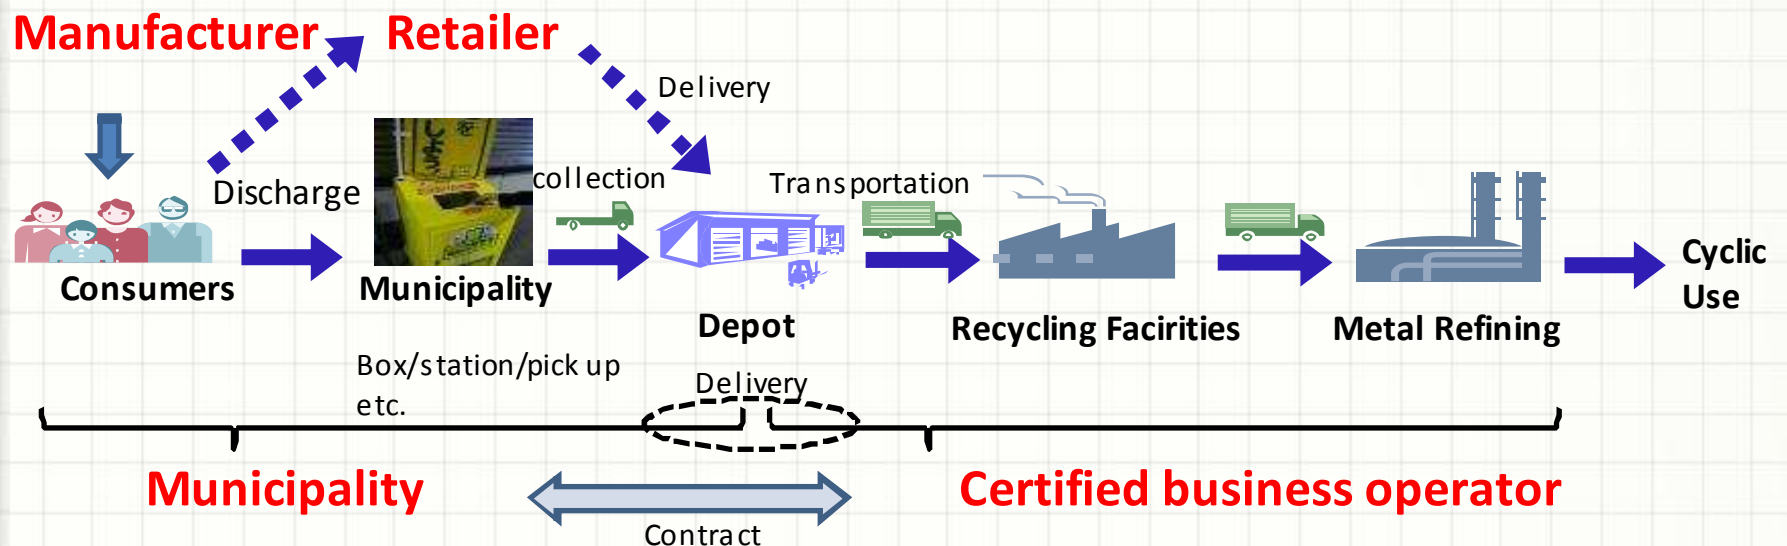 Manufacturer
Retailer
Delivery
Discharge
collection
Transportation
Consumers
Municipality
Depot
Recycling Facirities
Metal Refining
Cyclic
Use
Box/station/pick up
etc.
Delivery
Municipality
Certified business operator
Contract